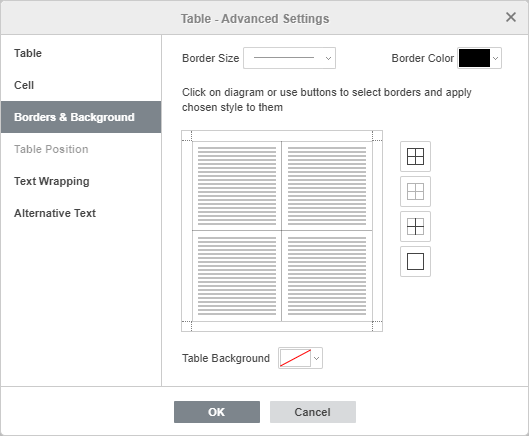 Table - Advanced Settings
Table
Cell
Borders & Background
Table Position
Text Wrapping
Alternative Text
Border Size
Border Color
Click on diagram or use buttons to select borders and apply
chosen style to them
Table Background
OK
Cancel